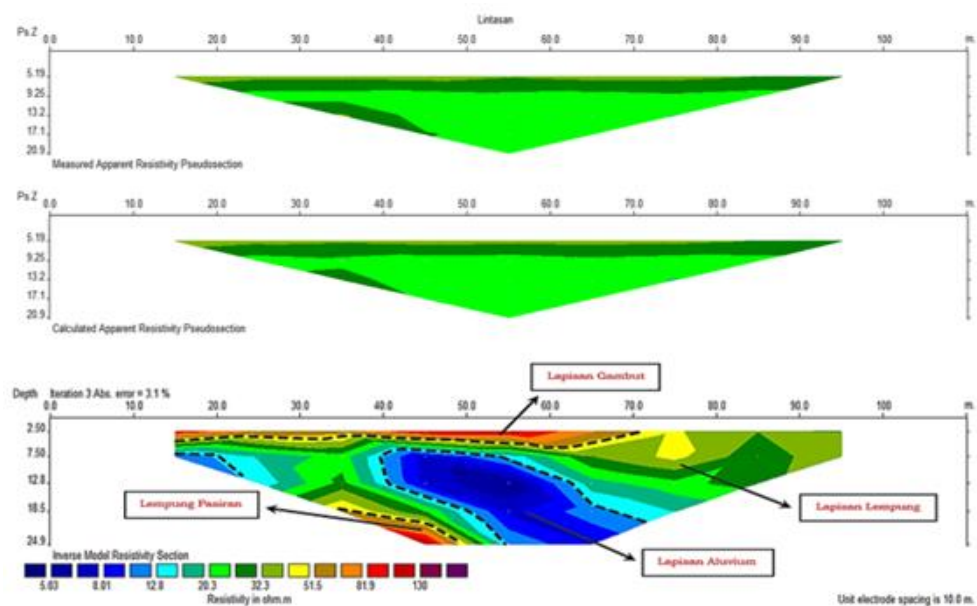 Lintasan
Ps.Z 0.0 10.0 20.0 30.0 40.0 50.0 60.0 70.0 80.0 90.0 100 m.
5.19
9.25
13.2
17.1
20.9
Measured Apparent Resistivity Pseudosection
Ps.Z 0.0 10.0 20.0 30.0 40.0 50.0 60.0 70.0 80.0 90.0 100 m.
5.19
9.25
13.2
17.1
20.9
Calculated Apparent Resistivity Pseudosection
Lapisan Gambut
Depth Iteration 3 Abs. error = 3.1 %
0.0 10.0 20.0 30.0 40.0 50.0 60.0 70.0 80.0 90.0 100 m.
2.50
7.50
12.8
18.5
24.9
Lempung Pasiran
Lapisan Lempung
Lapisan Aluvium
Inverse Model Resistivity Section
5.03 8.01 12.8 20.3 32.3 51.5 81.9 130
Resistivity in ohm.m
Unit electrode spacing is 10.0 m.